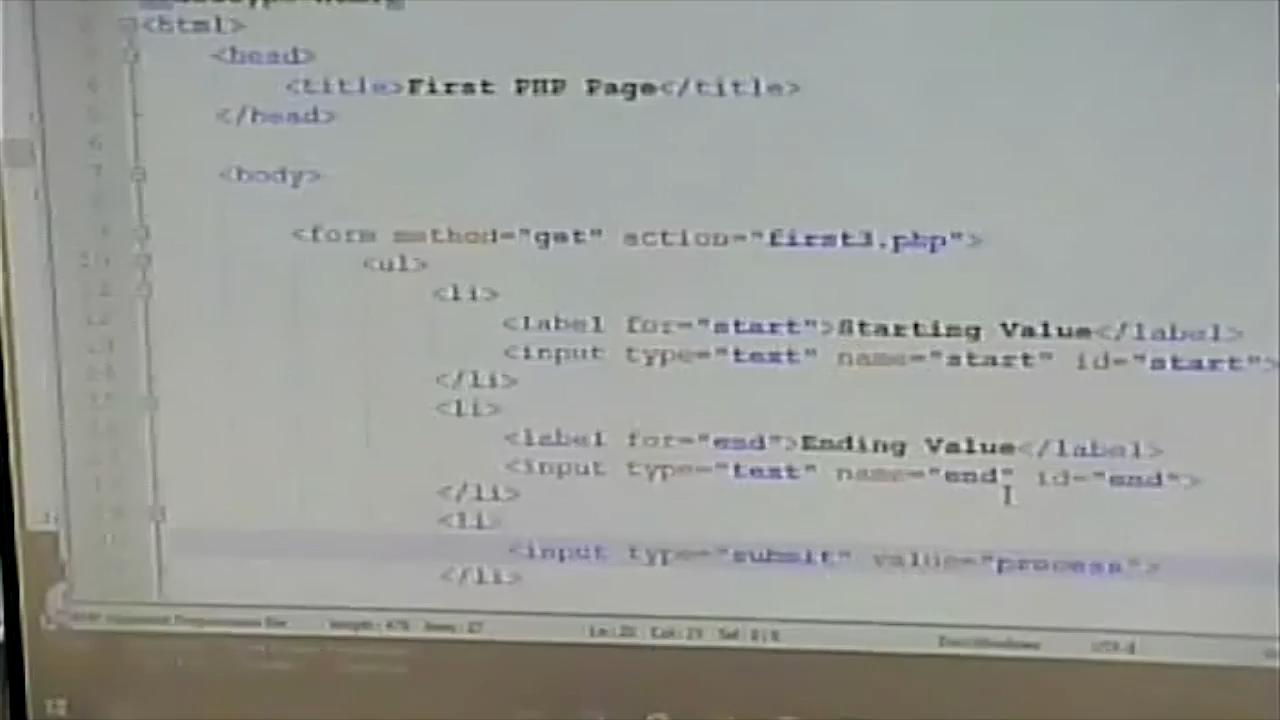 <html>
<head>
<title>First PHP Page</title>
</head>
6
7
<body>
<form method="get" action="first3.php">
<ul>
<li>
<label for="start">Starting Value</label>
<input type="text" name="start" id="start">
</li>
<li>
<label for="end">Ending Value</label>
<input type="text" name="end" id="end">
</li>
<li>
<input type="submit" value="process">
</li>